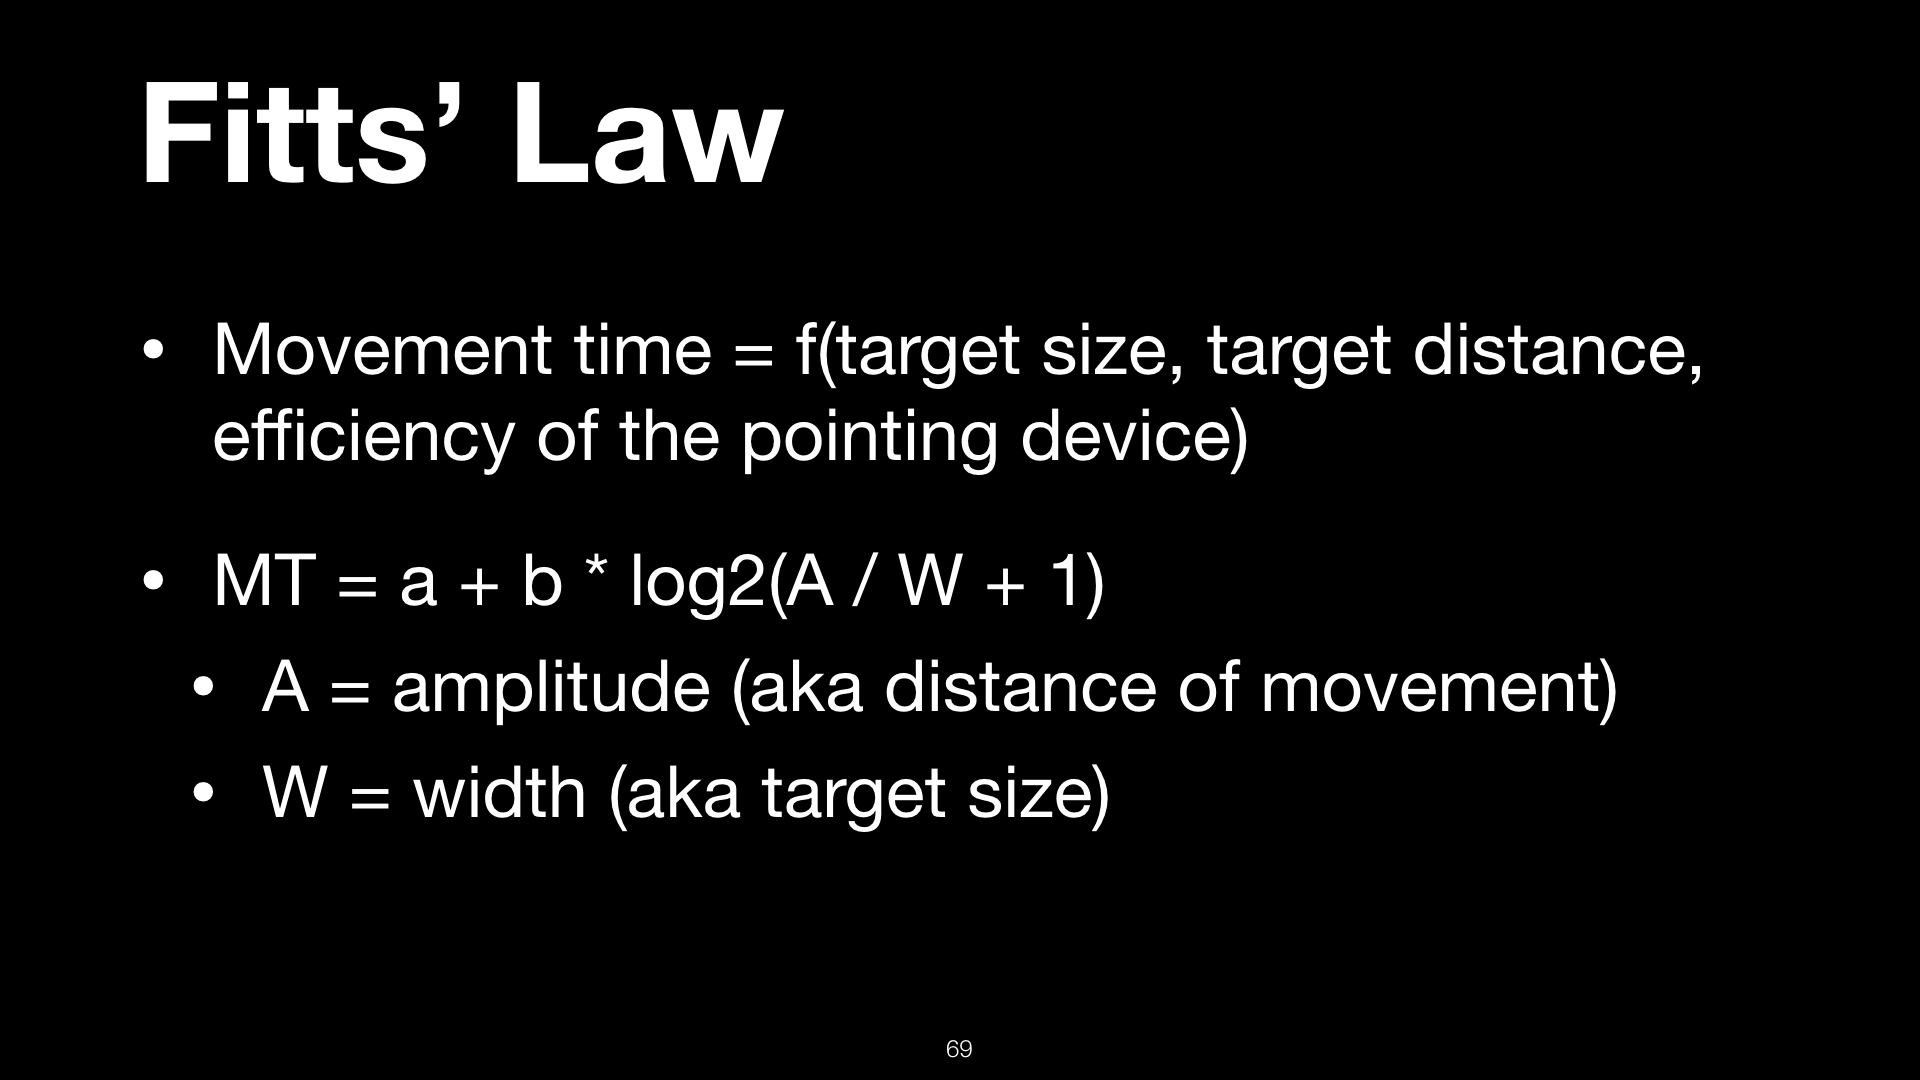 Fitts’ Law
• Movement time = f(target size, target distance,
efficiency of the pointing device)
• MT = a + b * log2(A / W + 1)
• A = amplitude (aka distance of movement)
• W = width (aka target size)
69